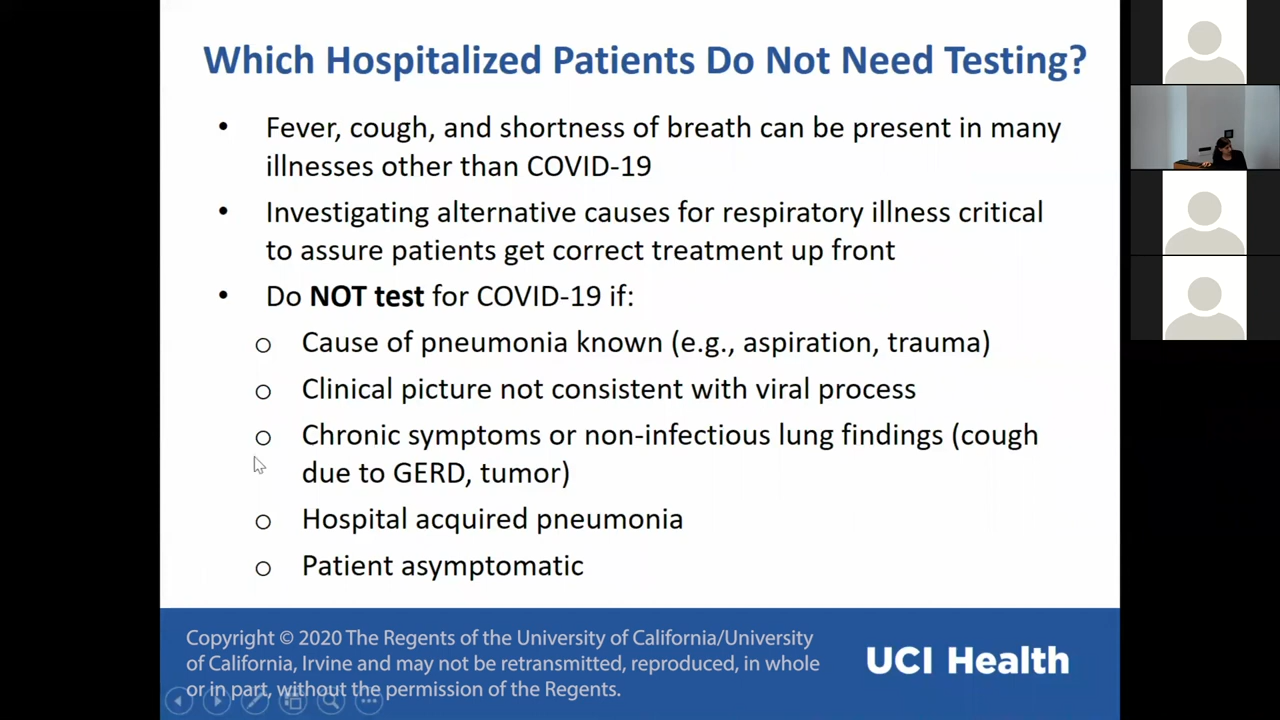 Which Hospitalized Patients Do Not Need Testing?
• Fever, cough, and shortness of breath can be present in many
illnesses other than COVID-19
• Investigating alternative causes for respiratory illness critical
to assure patients get correct treatment up front
• Do NOT test for COVID-19 if:
o Cause of pneumonia known (e.g., aspiration, trauma)
o Clinical picture not consistent with viral process
o Chronic symptoms or non-infectious lung findings (cough
due to GERD, tumor)
o Hospital acquired pneumonia
o Patient asymptomatic
Copyright © 2020 The Regents of the University of California/University
of California, Irvine and may not be retransmitted, reproduced, in whole
or in part, without the permission of the Regents.
UCI Health